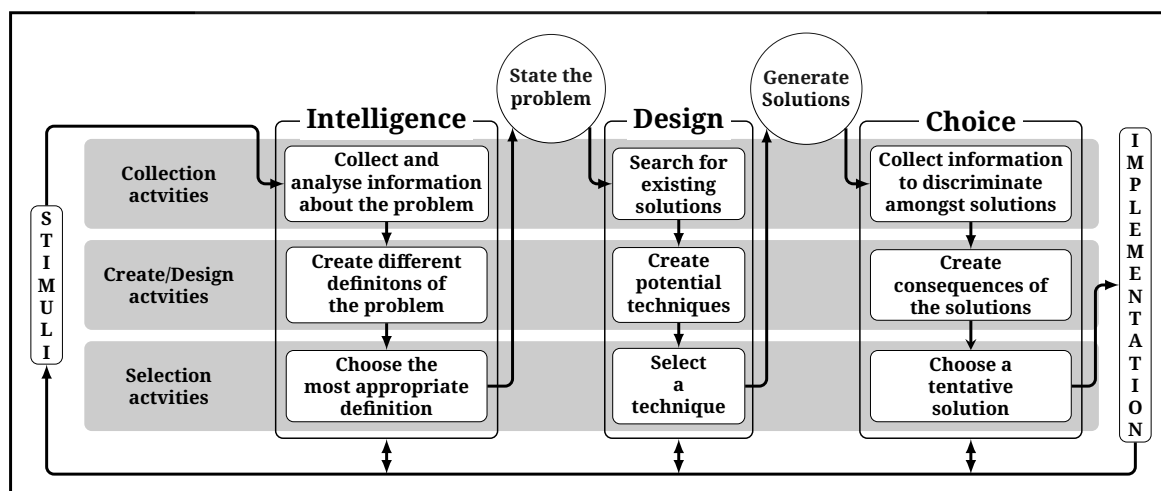 State the
problem
Generate
Solutions
Intelligence
Design
Choice
Collection
actvities
Collect and
analyse information
about the problem
Search for
existing
solutions
Collect information
to discriminate
amongst solutions
Create/Design
actvities
Create different
definitons of
the problem
Create
potential
techniques
Create
consequences of
the solutions
Selection
actvities
Choose the
most appropriate
definition
Select
a
technique
Choose a
tentative
solution
STIMULI
IMPLEMENTATION